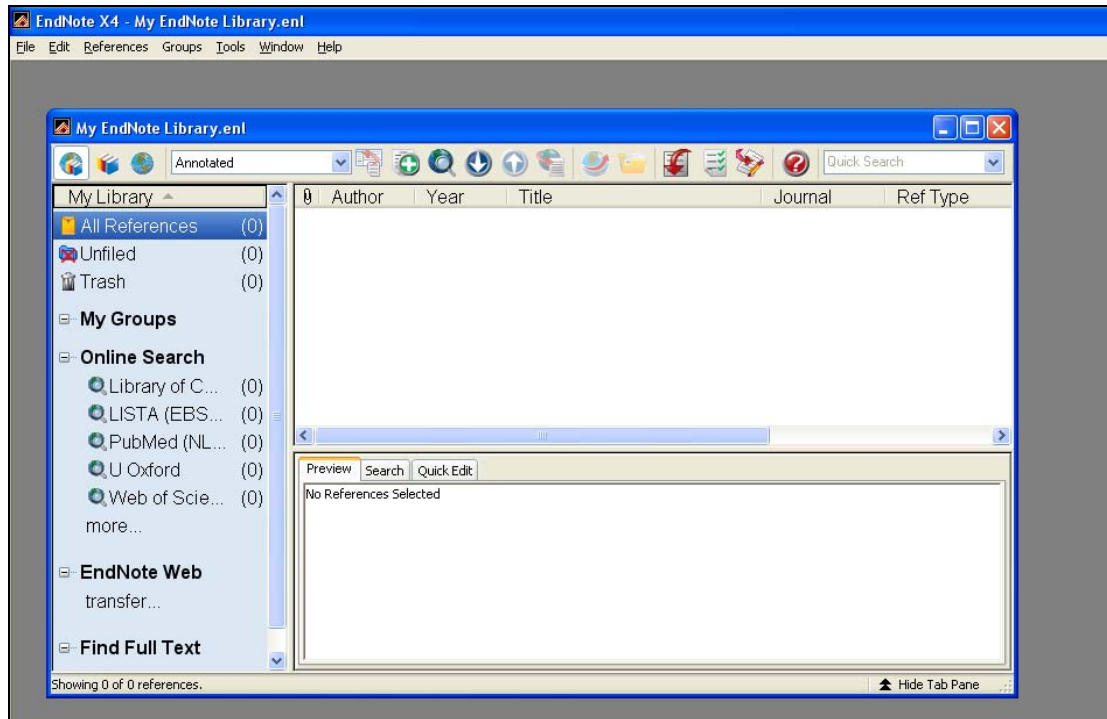 EndNote X4 - My EndNote Library.enl
File Edit References Groups Tools Window Help
My EndNote Library.enl
Annotated
Quick Search
My Library
All References (0)
Unfiled (0)
Trash (0)
My Groups
Online Search
Library of C... (0)
LISTA (EBS... (0)
PubMed (NL... (0)
U Oxford (0)
Web of Scie... (0)
more...
EndNote Web
transfer...
Find Full Text
Author Year Title Journal Ref Type
Preview Search Quick Edit
No References Selected
Showing 0 of 0 references.
Hide Tab Pane